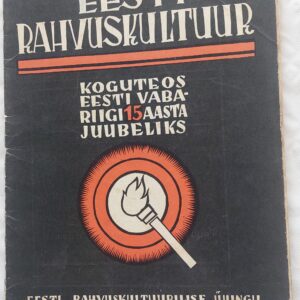 EESTI
RAHVUSKULTUUR
KOGUTEOS
EESTI VABA-
RIIGI 15 AASTA
JUUBELIKS
EESTI RAHVUSKULTUURILISE ÜHINGU